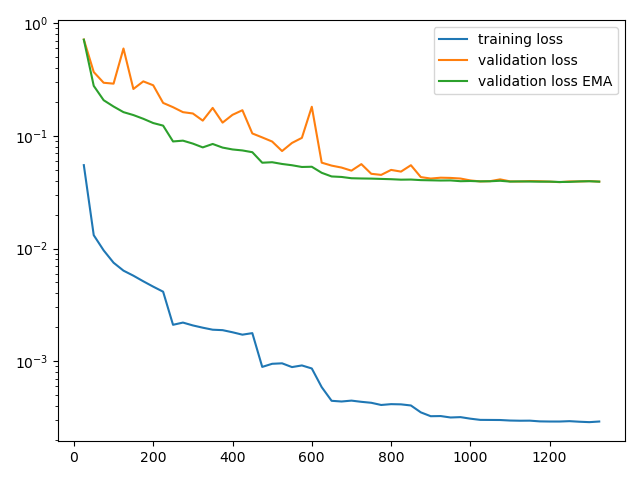 training loss
validation loss
validation loss EMA
10⁰
10⁻¹
10⁻²
10⁻³
0 200 400 600 800 1000 1200